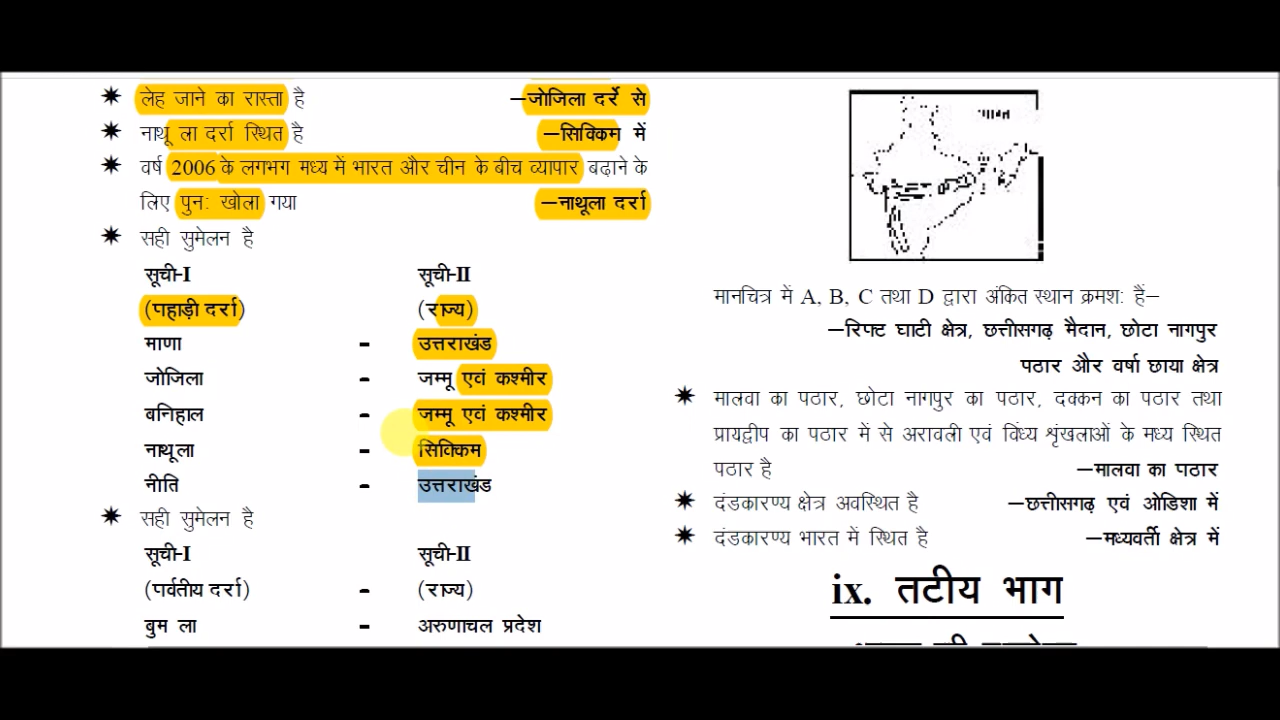 ✷ लेह जाने का रास्ता है –जोजिला दर्रे से
✷ नाथू ला दर्रा स्थित है –सिक्किम में
✷ वर्ष 2006 के लगभग मध्य में भारत और चीन के बीच व्यापार बढ़ाने के
लिए पुन: खोला गया –नाथूला दर्रा
✷ सही सुमेलन है
सूची-I सूची-II
(पहाड़ी दर्रा) (राज्य)
माणा - उत्तराखंड
जोजिला - जम्मू एवं कश्मीर
बनिहाल - जम्मू एवं कश्मीर
नाथूला - सिक्किम
नीति - उत्तराखंड
✷ सही सुमेलन है
सूची-I सूची-II
(पर्वतीय दर्रा) - (राज्य)
बुम ला - अरुणाचल प्रदेश
मानचित्र में A, B, C तथा D द्वारा अंकित स्थान क्रमश: हैं–
–रिफ्ट घाटी क्षेत्र, छत्तीसगढ़ मैदान, छोटा नागपुर
पठार और वर्षा छाया क्षेत्र
✷ मालवा का पठार, छोटा नागपुर का पठार, दक्कन का पठार तथा
प्रायद्वीप का पठार में से अरावली एवं विंध्य शृंखलाओं के मध्य स्थित
पठार है –मालवा का पठार
✷ दंडकारण्य क्षेत्र अवस्थित है –छत्तीसगढ़ एवं ओडिशा में
✷ दंडकारण्य भारत में स्थित है –मध्यवर्ती क्षेत्र में
ix. तटीय भाग